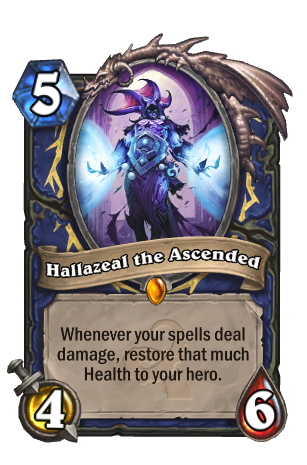 5
Hallazeal the Ascended
Whenever your spells deal
damage, restore that much
Health to your hero.
4
6